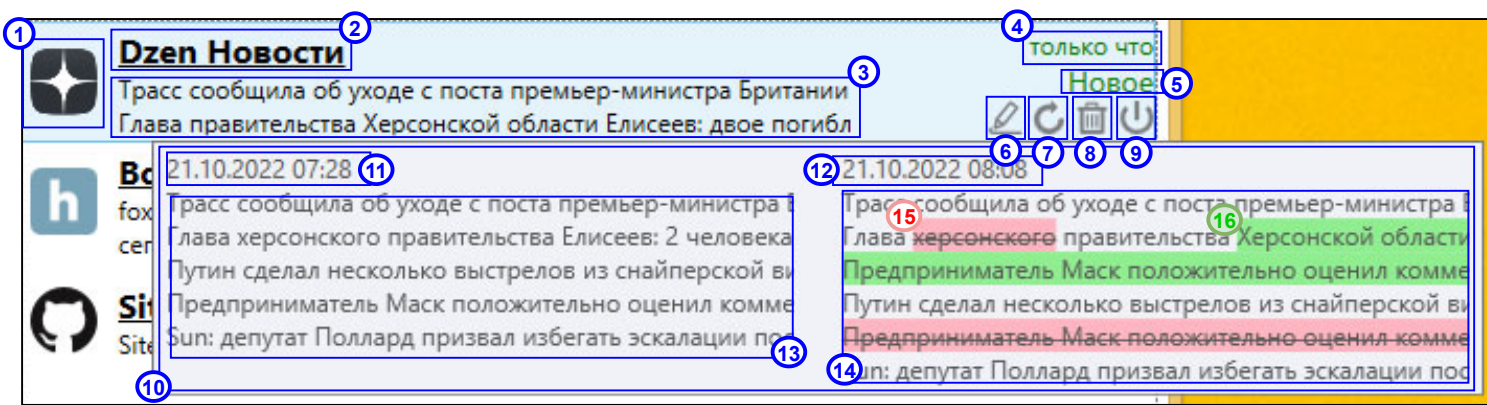 1
2
Dzen Новости
4
только что
3
Трасс сообщила об уходе с поста премьер-министра Британии
Новое
5
Глава правительства Херсонской области Елисеев: двое погибл
6
7
8
9
21.10.2022 07:28
11
12
21.10.2022 08:08
h
fox
Трасс сообщила об уходе с поста премьер-министра
Глава херсонского правительства Елисеев: 2 человека
Путин сделал несколько выстрелов из снайперской ви
Предприниматель Маск положительно оценил комме
Sun: депутат Поллард призвал избегать эскалации
13
15
16
сообщила об уходе с поста премьер-министра
Глава херсонского правительства Херсонской области
Предприниматель Маск положительно оценил комме
Путин сделал несколько выстрелов из снайперской ви
Предприниматель Маск положительно оценил комме
14
депутат Поллард призвал избегать эскалации пос
Sit
Site
10